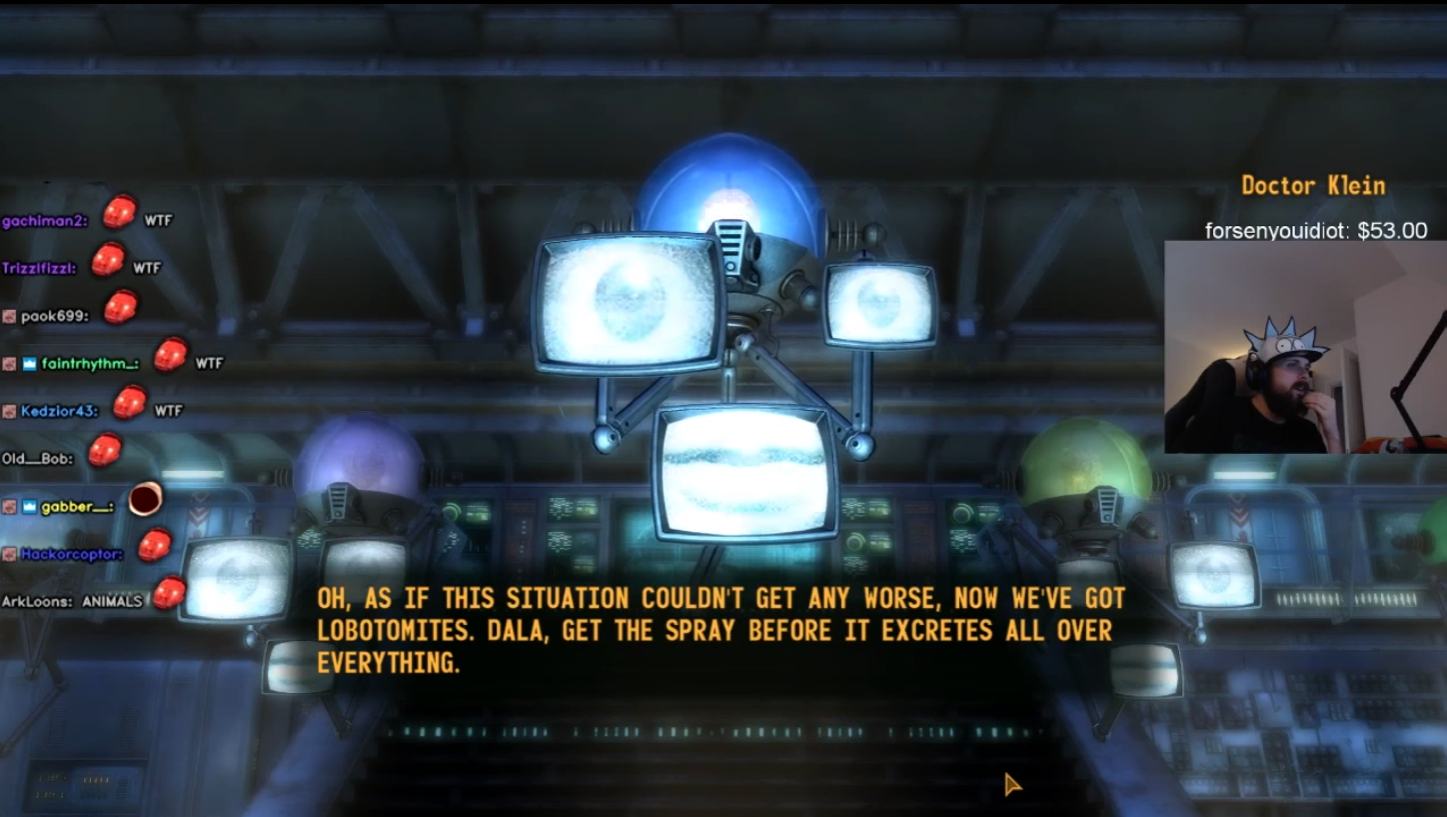 Doctor Klein
forsenyouidiot: $53.00
gachiman2: WTF
Trizzlfizzl: WTF
paok699:
faintrhythm_: WTF
Kedzior43: WTF
Old__Bob:
gabber__:
Hackorcoptor:
ArkLoons: ANIMALS
OH, AS IF THIS SITUATION COULDN'T GET ANY WORSE, NOW WE'VE GOT
LOBOTOMITES. DALA, GET THE SPRAY BEFORE IT EXCRETES ALL OVER
EVERYTHING.